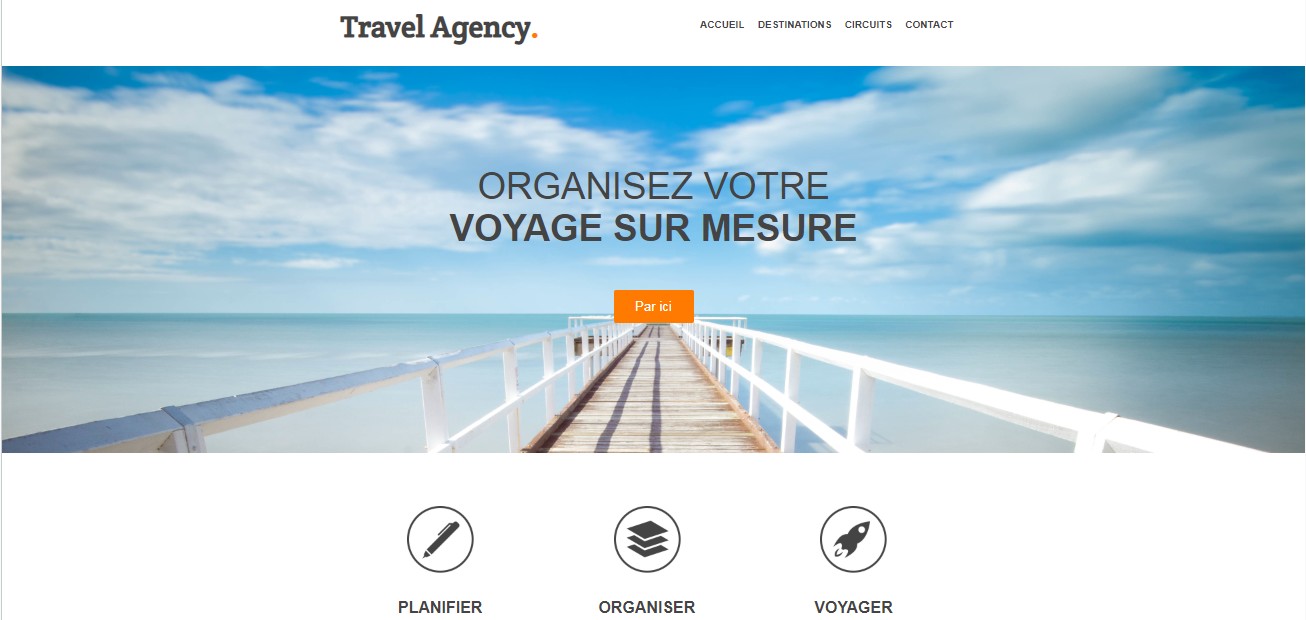 Travel Agency.
ACCUEIL DESTINATIONS CIRCUITS CONTACT
ORGANISEZ VOTRE
VOYAGE SUR MESURE
Par ici
PLANIFIER ORGANISER VOYAGER